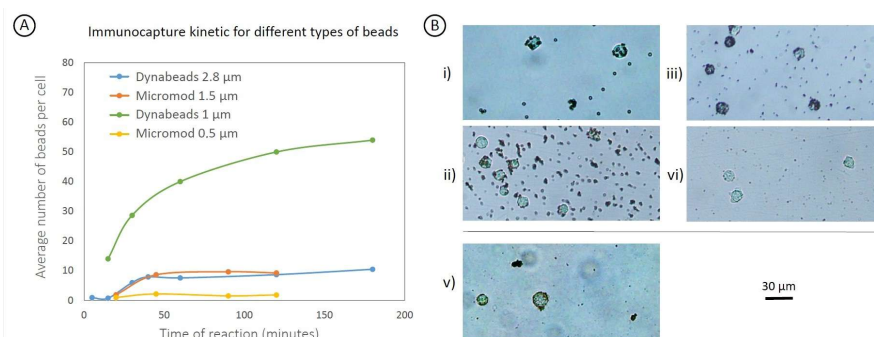 A
Immunocapture kinetic for different types of beads
Average number of beads per cell
80
70
60
50
40
30
20
10
0
Dynabeads 2.8 µm
Micromod 1.5 µm
Dynabeads 1 µm
Micromod 0.5 µm
0
50
100
150
200
Time of reaction (minutes)
B
i)
iii)
ii)
vi)
v)
30 µm